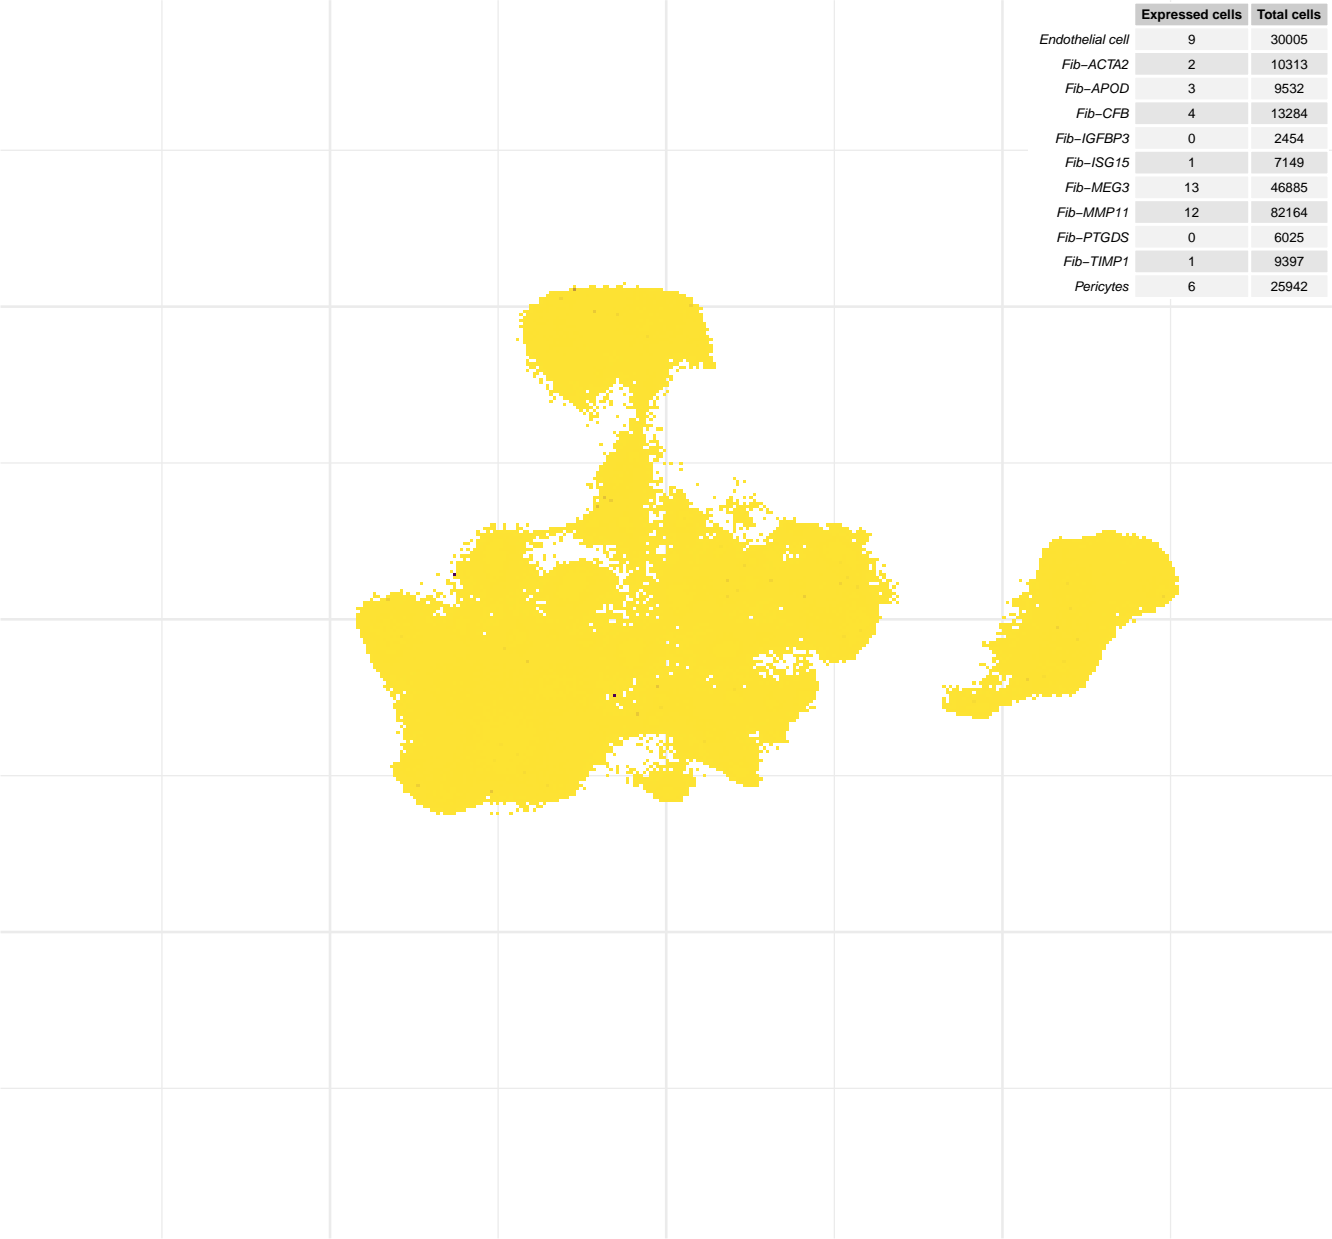 Expressed cells Total cells
Endothelial cell 9 30005
Fib−ACTA2 2 10313
Fib−APOD 3 9532
Fib−CFB 4 13284
Fib−IGFBP3 0 2454
Fib−ISG15 1 7149
Fib−MEG3 13 46885
Fib−MMP11 12 82164
Fib−PTGDS 0 6025
Fib−TIMP1 1 9397
Pericytes 6 25942